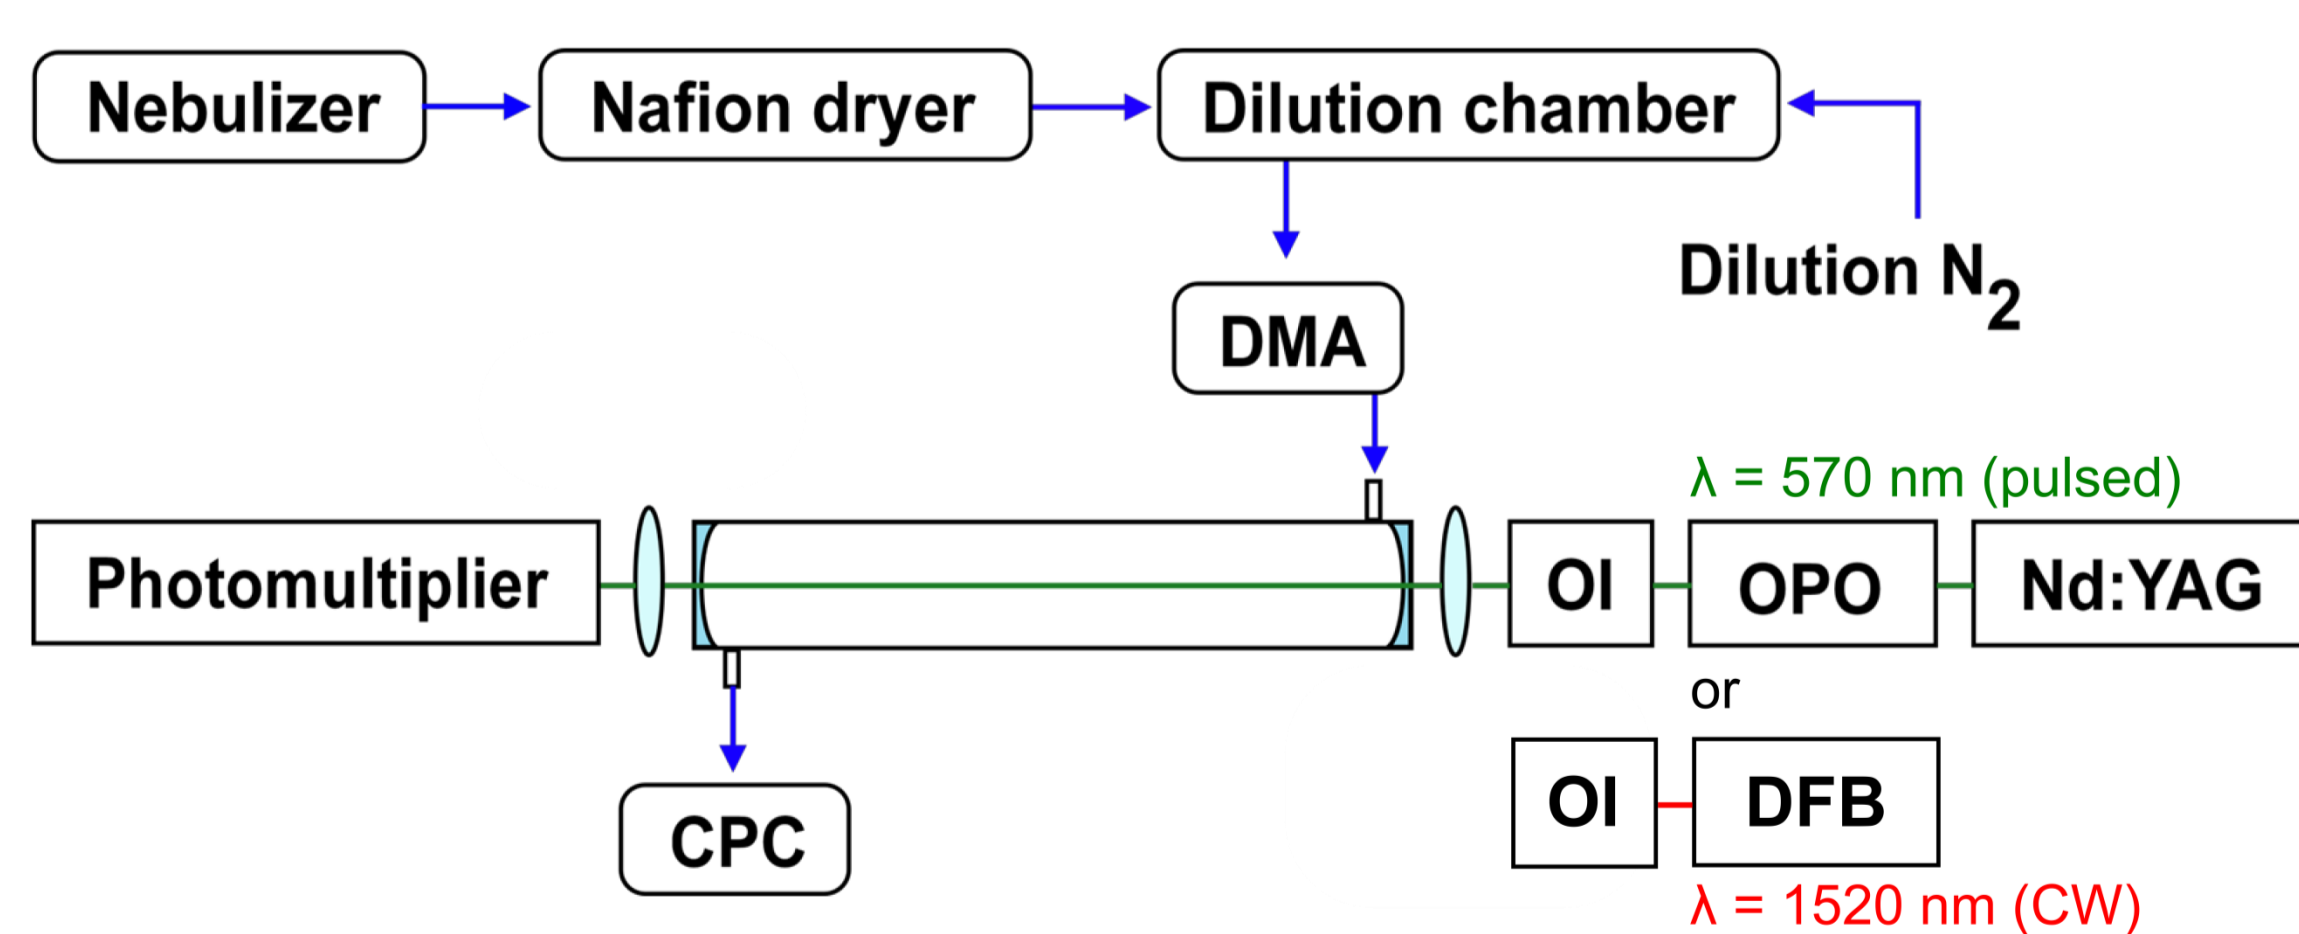 Nebulizer
Nafion dryer
Dilution chamber
Dilution N₂
DMA
λ = 570 nm (pulsed)
Photomultiplier
OI
OPO
Nd:YAG
or
OI
DFB
CPC
λ = 1520 nm (CW)